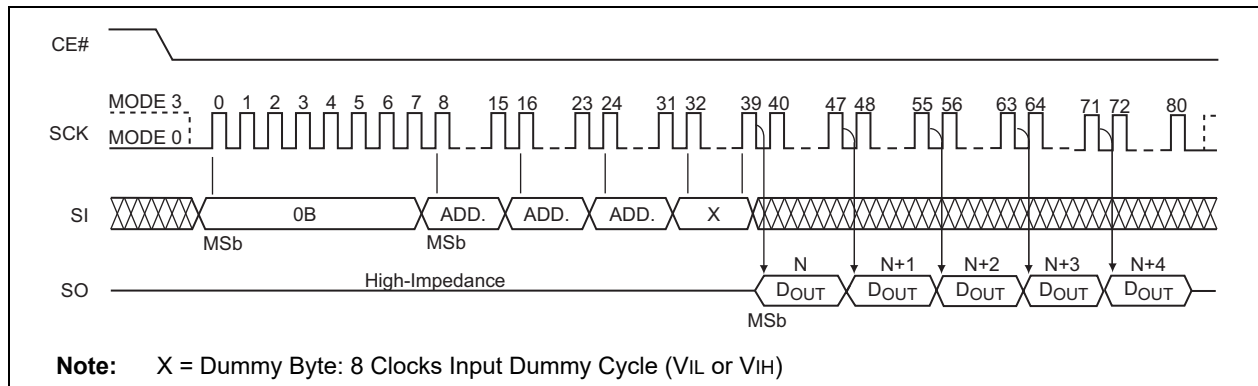 CE#
MODE 3
0 1 2 3 4 5 6 7 8 15 16 23 24 31 32 39 40 47 48 55 56 63 64 71 72 80
SCK
MODE 0
SI
0B ADD. ADD. ADD. X
MSb MSb
N N+1 N+2 N+3 N+4
High-Impedance
SO
DOUT DOUT DOUT DOUT DOUT
MSb
Note: X = Dummy Byte: 8 Clocks Input Dummy Cycle (VIL or VIH)